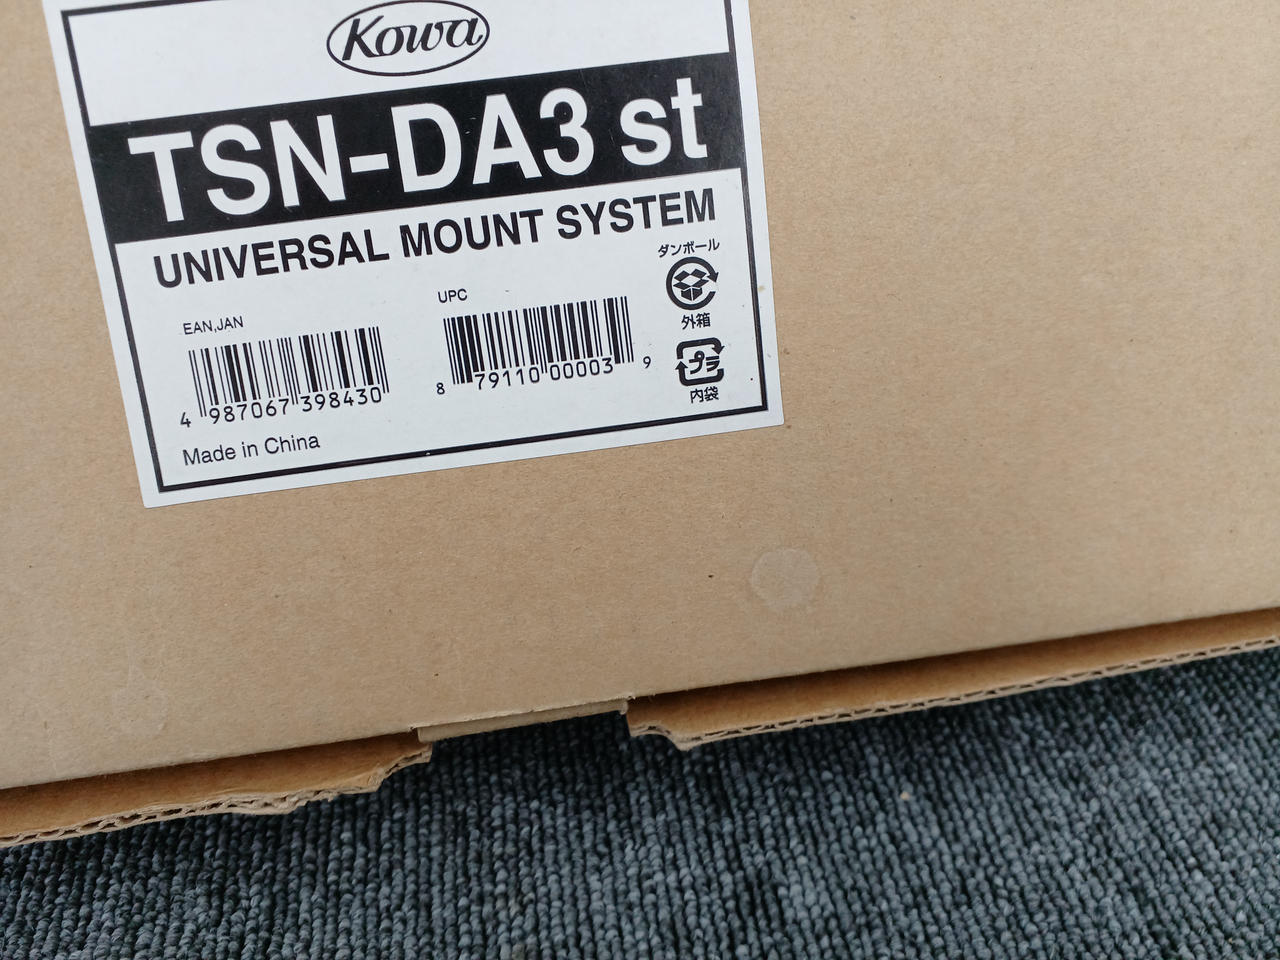 Kowa
TSN-DA3 st
UNIVERSAL MOUNT SYSTEM
ダンボール
外箱
プラ
内袋
EAN,JAN
4 987067 398430
UPC
8 79110 00003 9
Made in China